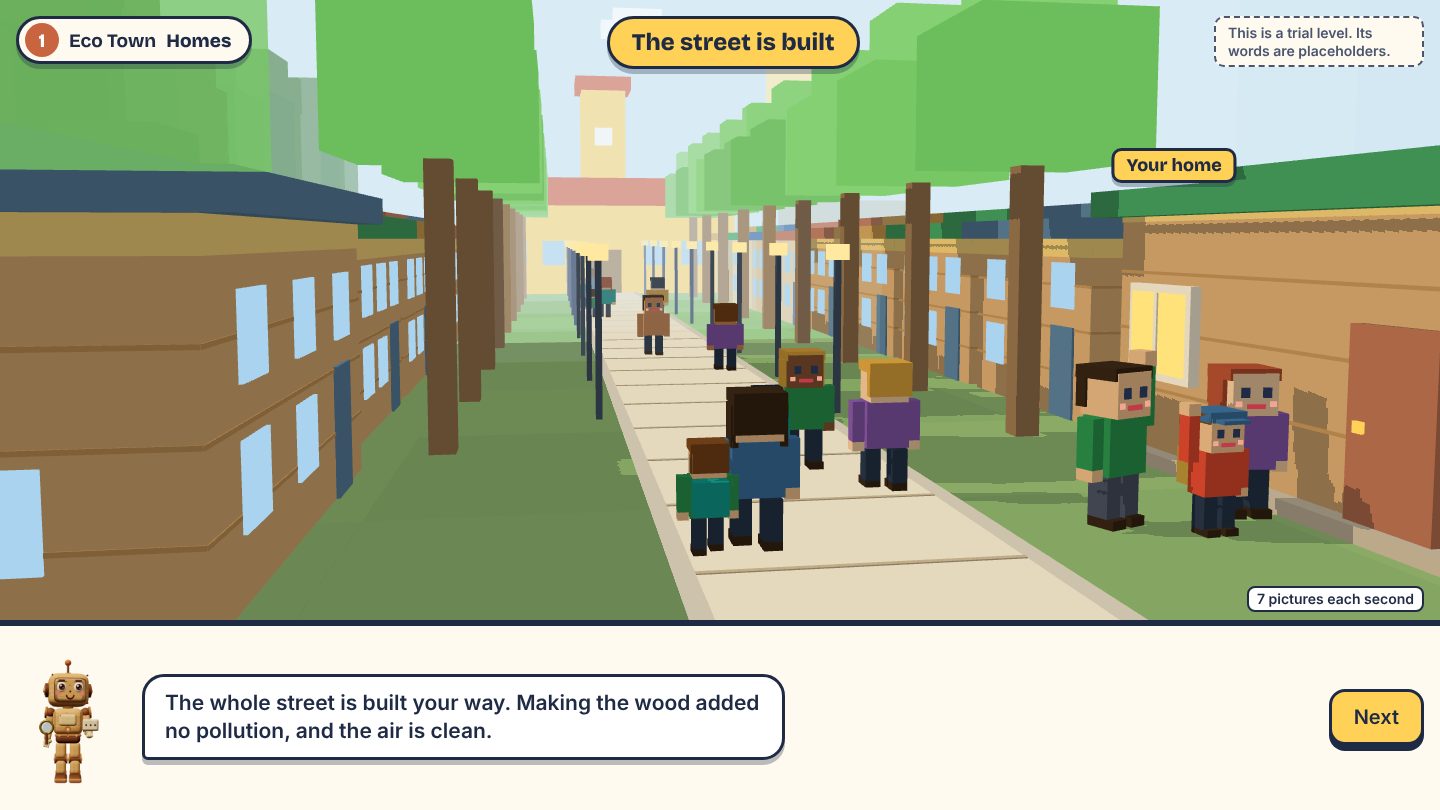 1 Eco Town Homes
The street is built
This is a trial level. Its
words are placeholders.
Your home
7 pictures each second
The whole street is built your way. Making the wood added
no pollution, and the air is clean.
Next